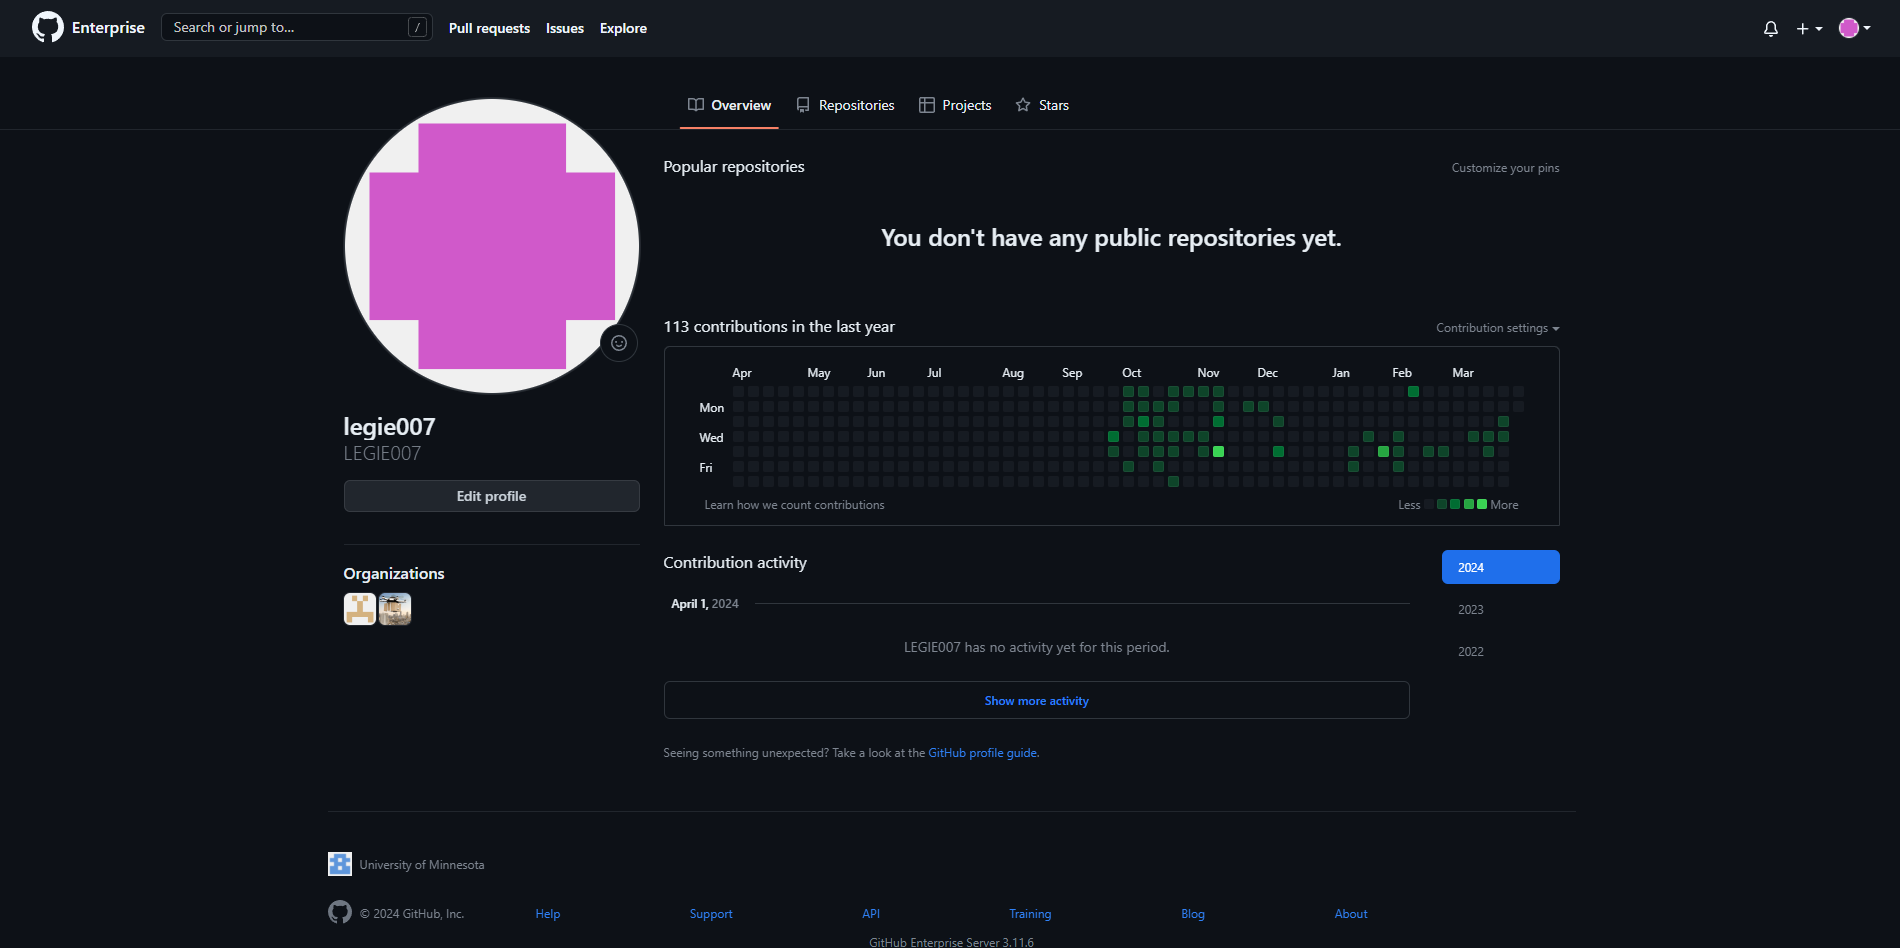 Enterprise
Search or jump to...
/
Pull requests
Issues
Explore
Overview
Repositories
Projects
Stars
legie007
LEGIE007
Edit profile
Organizations
Popular repositories
Customize your pins
You don't have any public repositories yet.
113 contributions in the last year
Contribution settings
Apr May Jun Jul Aug Sep Oct Nov Dec Jan Feb Mar
Mon
Wed
Fri
Learn how we count contributions
Less More
Contribution activity
2024
2023
2022
April 1, 2024
LEGIE007 has no activity yet for this period.
Show more activity
Seeing something unexpected? Take a look at the GitHub profile guide.
University of Minnesota
© 2024 GitHub, Inc.
Help
Support
API
Training
Blog
About
GitHub Enterprise Server 3.11.6